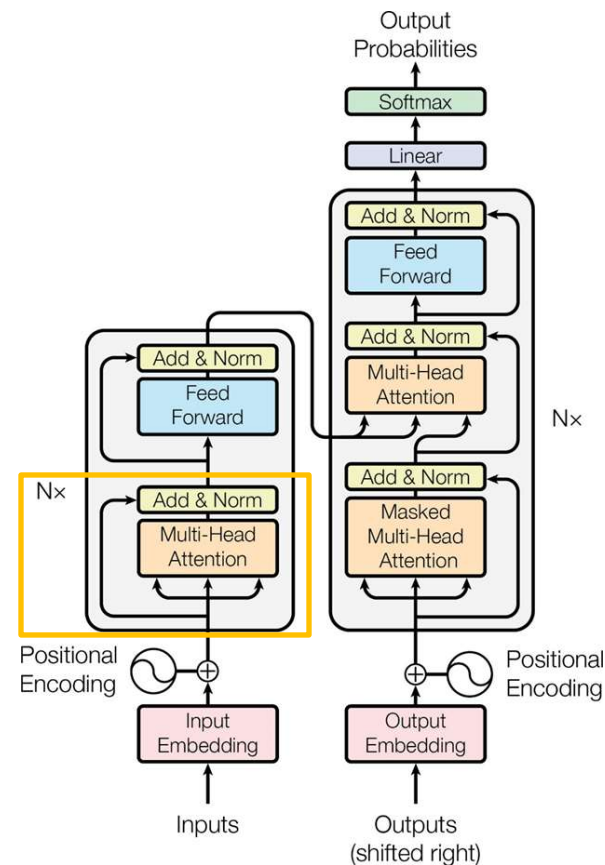 Output
Probabilities
Softmax
Linear
Add & Norm
Feed
Forward
Add & Norm
Multi-Head
Attention
Nx
Add & Norm
Masked
Multi-Head
Attention
Add & Norm
Feed
Forward
Nx
Add & Norm
Multi-Head
Attention
Positional
Encoding
Positional
Encoding
Input
Embedding
Output
Embedding
Inputs
Outputs
(shifted right)